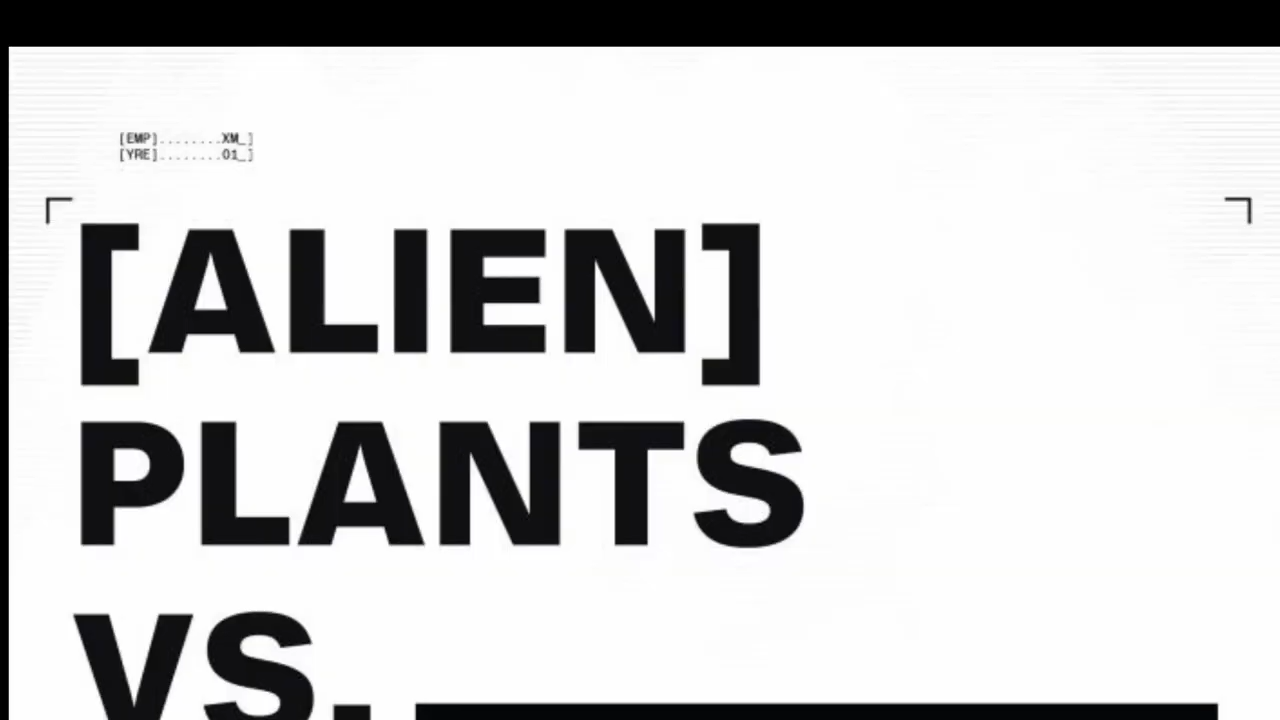 [EMP]........XM_]
[YRE]........01_]
[ALIEN]
PLANTS
VS.